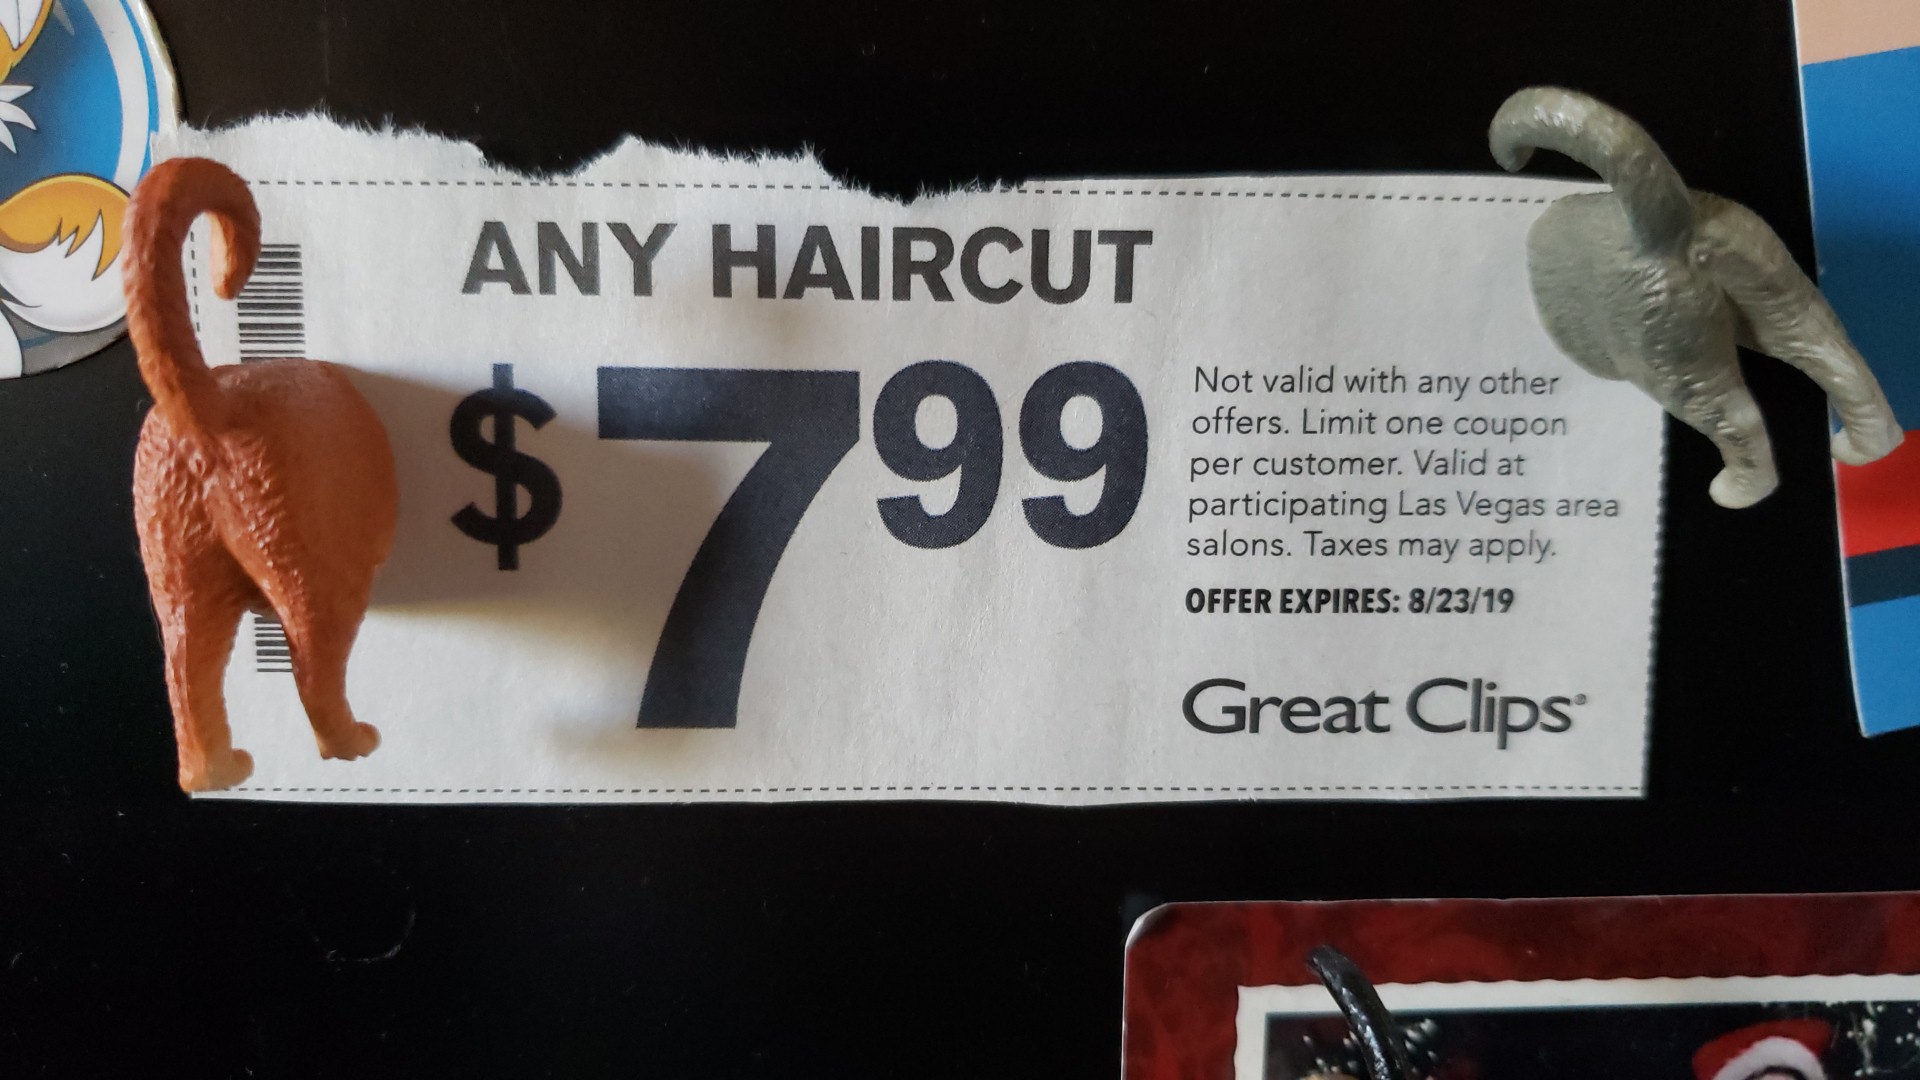 ANY HAIRCUT
$799
Not valid with any other
offers. Limit one coupon
per customer. Valid at
participating Las Vegas area
salons. Taxes may apply.
OFFER EXPIRES: 8/23/19
Great Clips®